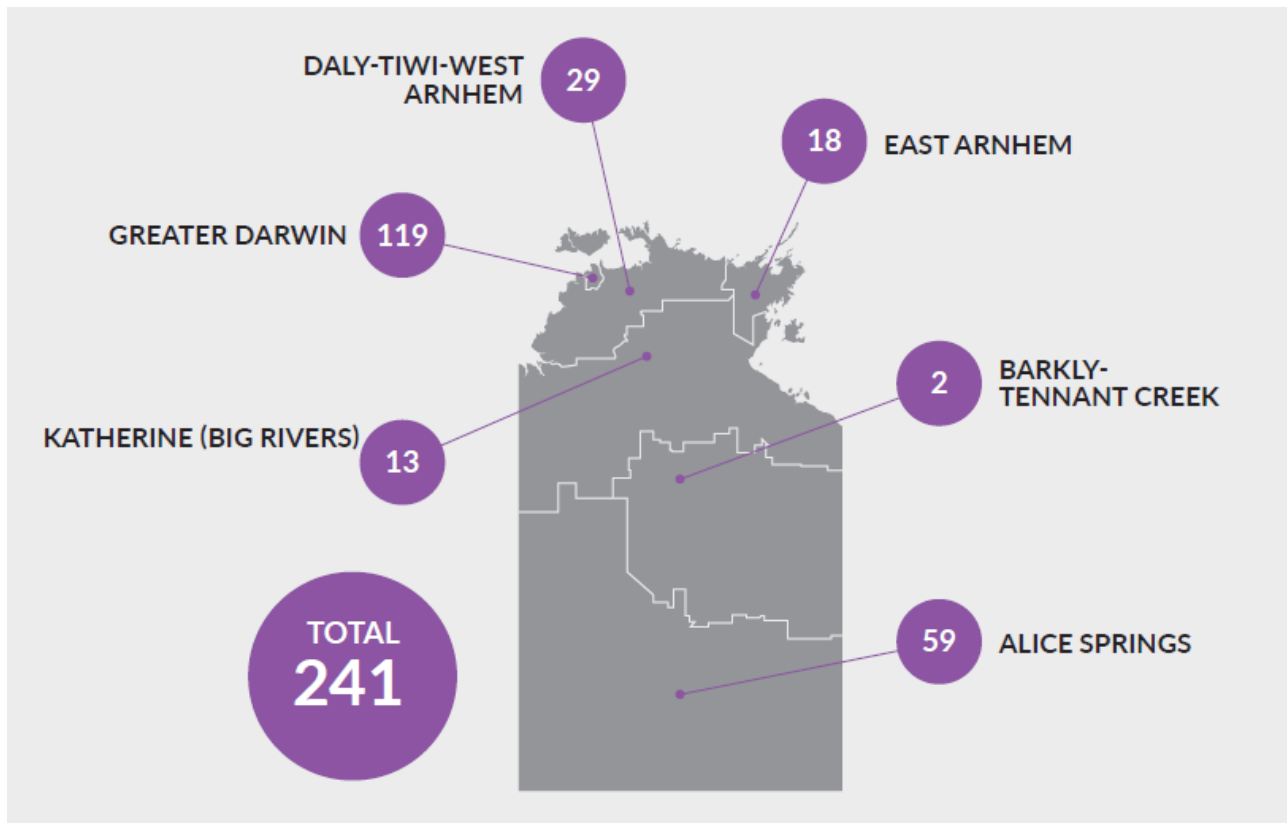 DALY-TIWI-WEST
ARNHEM
29
18
EAST ARNHEM
GREATER DARWIN
119
2
BARKLY-
TENNANT CREEK
KATHERINE (BIG RIVERS)
13
TOTAL
241
59
ALICE SPRINGS